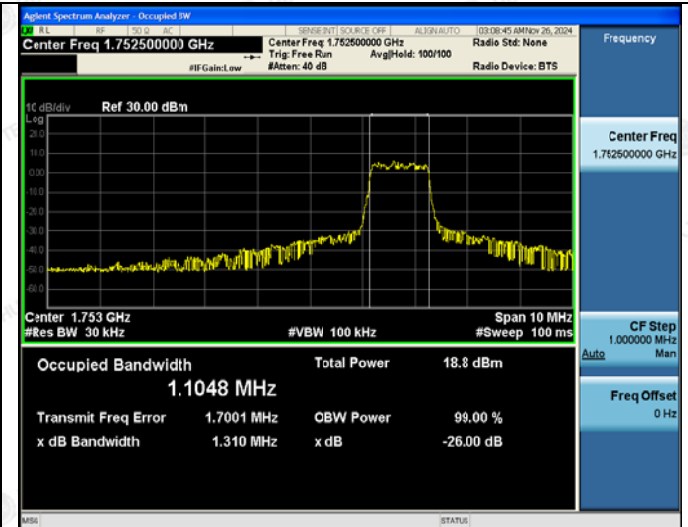 Agilent Spectrum Analyzer - Occupied BW
RL RF 50 Ω AC SENSE:INT SOURCE OFF ALIGN AUTO 03:08:45 AM Nov 26, 2024
Center Freq 1.752500000 GHz
Center Freq: 1.752500000 GHz
Radio Std: None
Trig: Free Run Avg|Hold: 100/100
#IFGain:Low #Atten: 40 dB Radio Device: BTS
Frequency
10 dB/div Ref 30.00 dBm
Log
20.0
10.0
0.00
-10.0
-20.0
-30.0
-40.0
-50.0
-60.0
Center 1.753 GHz Span 10 MHz
#Res BW 30 kHz #VBW 100 kHz #Sweep 100 ms
Center Freq
1.752500000 GHz
CF Step
1.000000 MHz
Auto Man
Freq Offset
0 Hz
Occupied Bandwidth Total Power 18.8 dBm
1.1048 MHz
Transmit Freq Error 1.7001 MHz OBW Power 99.00 %
x dB Bandwidth 1.310 MHz x dB -26.00 dB
MSG STATUS